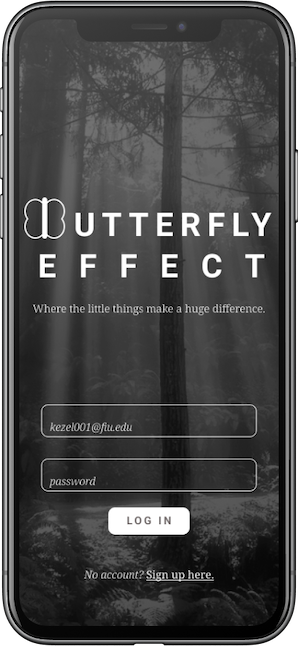 BUTTERFLY
EFFECT
Where the little things make a huge difference.
kezel001@fiu.edu
password
LOG IN
No account? Sign up here.